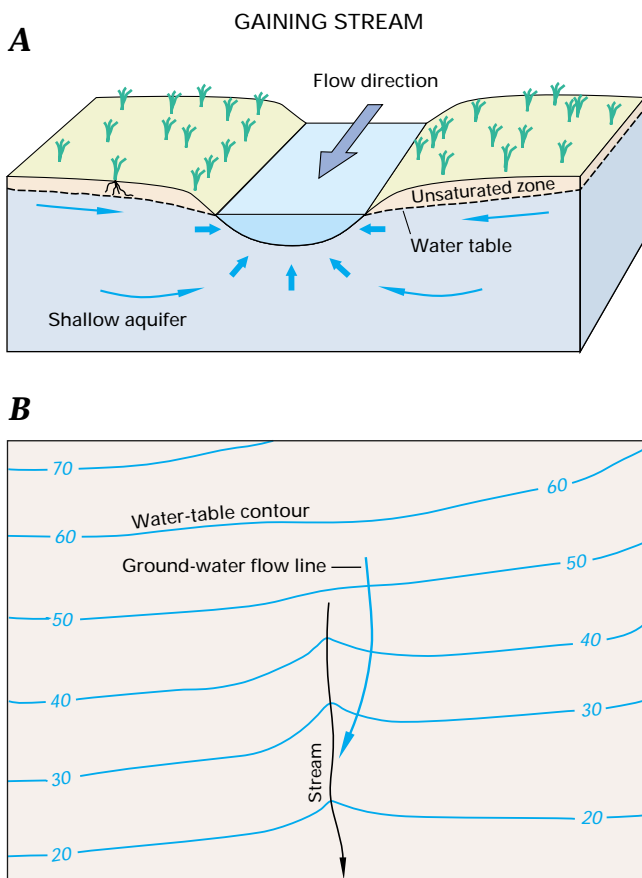 GAINING STREAM
A
Flow direction
Unsaturated zone
Water table
Shallow aquifer
B
70
60
Water-table contour
60
Ground-water flow line
50
50
40
40
30
30
Stream
20
20